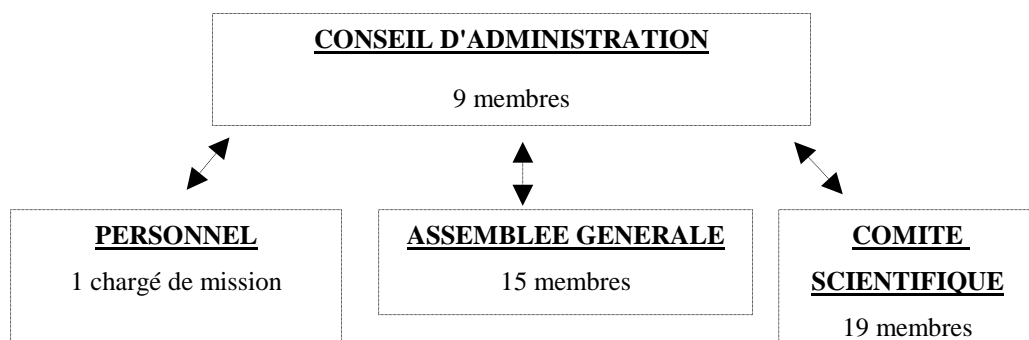 CONSEIL D'ADMINISTRATION
9 membres
PERSONNEL
1 chargé de mission
ASSEMBLEE GENERALE
15 membres
COMITE
SCIENTIFIQUE
19 membres